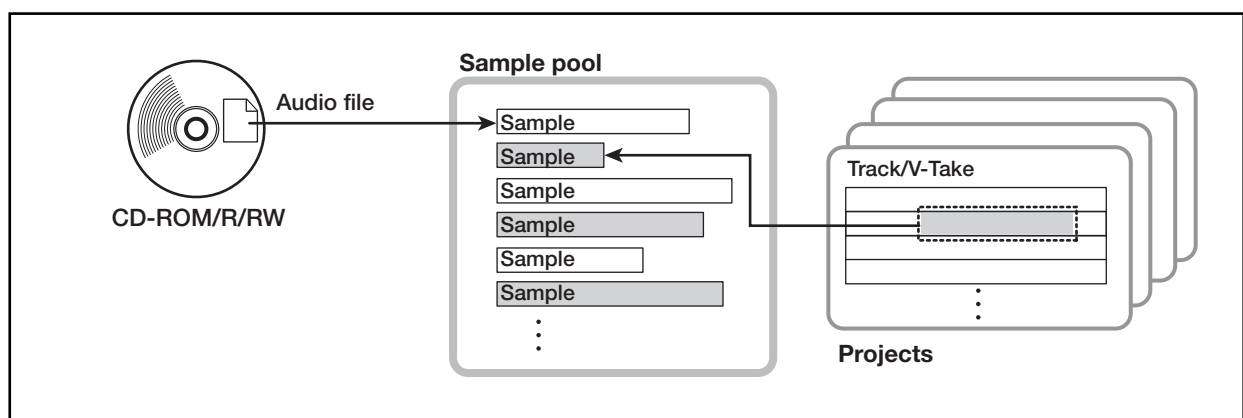 Sample pool
Audio file
Sample
Sample
Sample
Sample
Sample
Sample
CD-ROM/R/RW
Track/V-Take
Projects